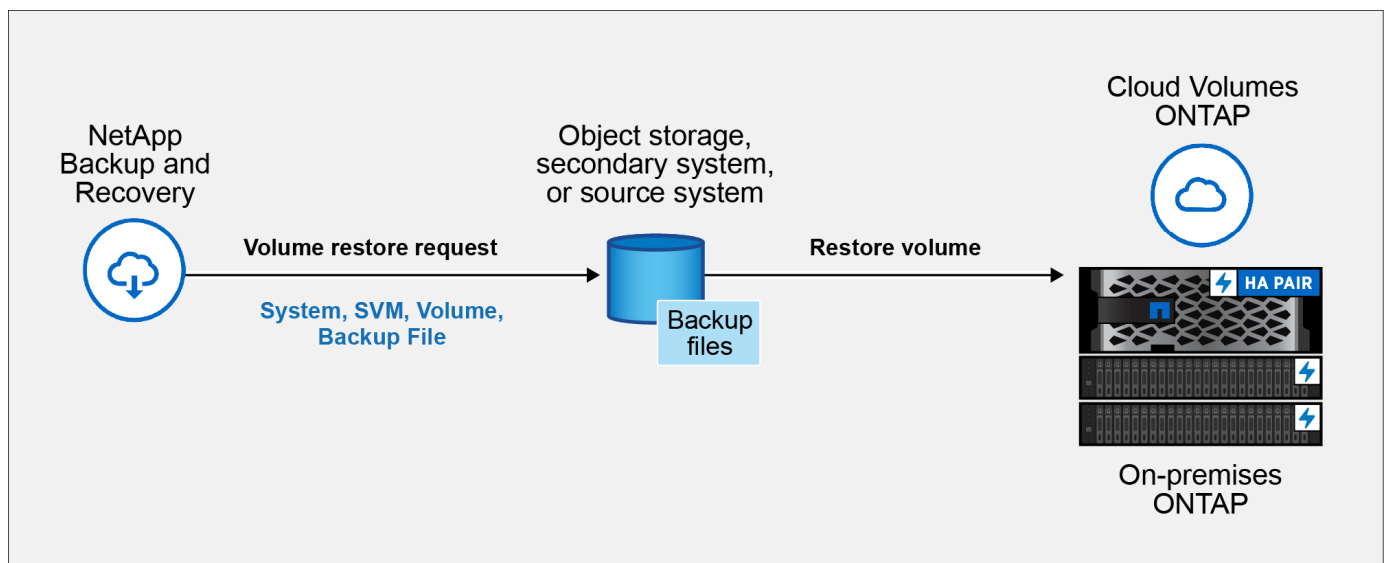 NetApp
Backup and
Recovery
Volume restore request
System, SVM, Volume,
Backup File
Object storage,
secondary system,
or source system
Backup
files
Restore volume
Cloud Volumes
ONTAP
HA PAIR
On-premises
ONTAP